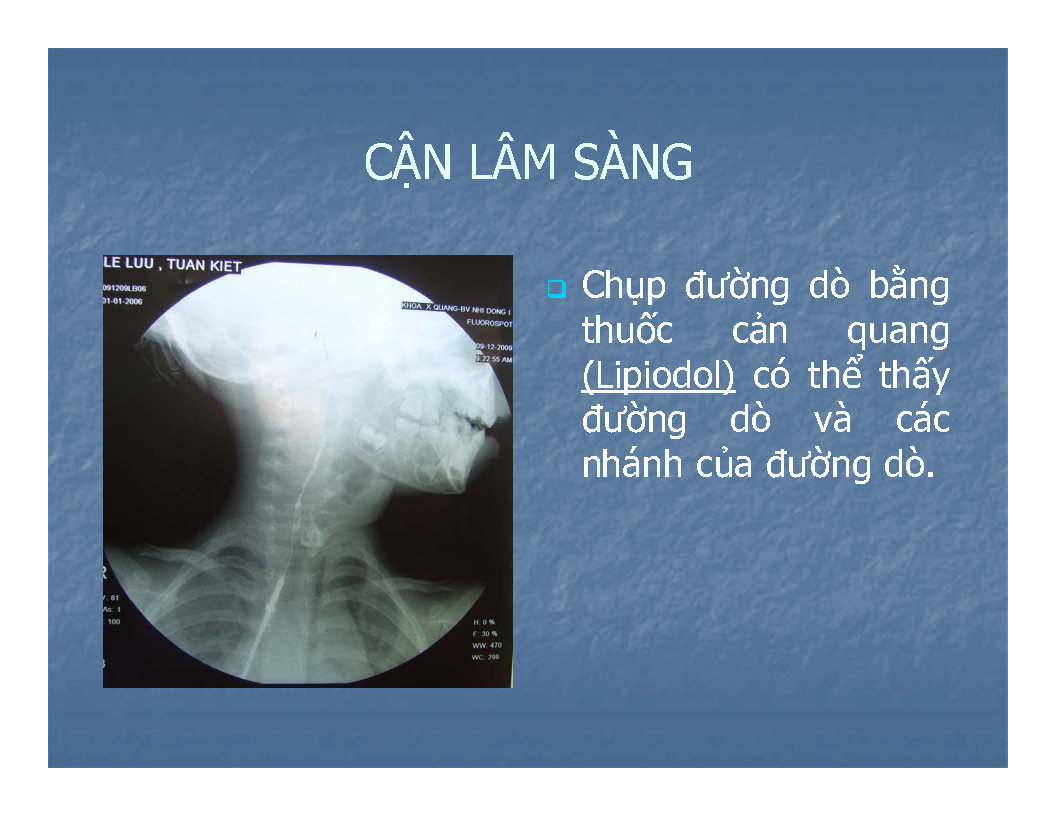 CẬN LÂM SÀNG
LE LUU , TUAN KIET
091209LB06
01-01-2006
KHOA X QUANG-BV NHI DONG I
FLUOROSPOT
09-12-2009
9:22:55 AM
R
: 81
As: 1
: 100
H: 0 %
F: 30 %
WW: 470
WC: 298
Chụp đường dò bằng
thuốc cản quang
(Lipiodol) có thể thấy
đường dò và các
nhánh của đường dò.